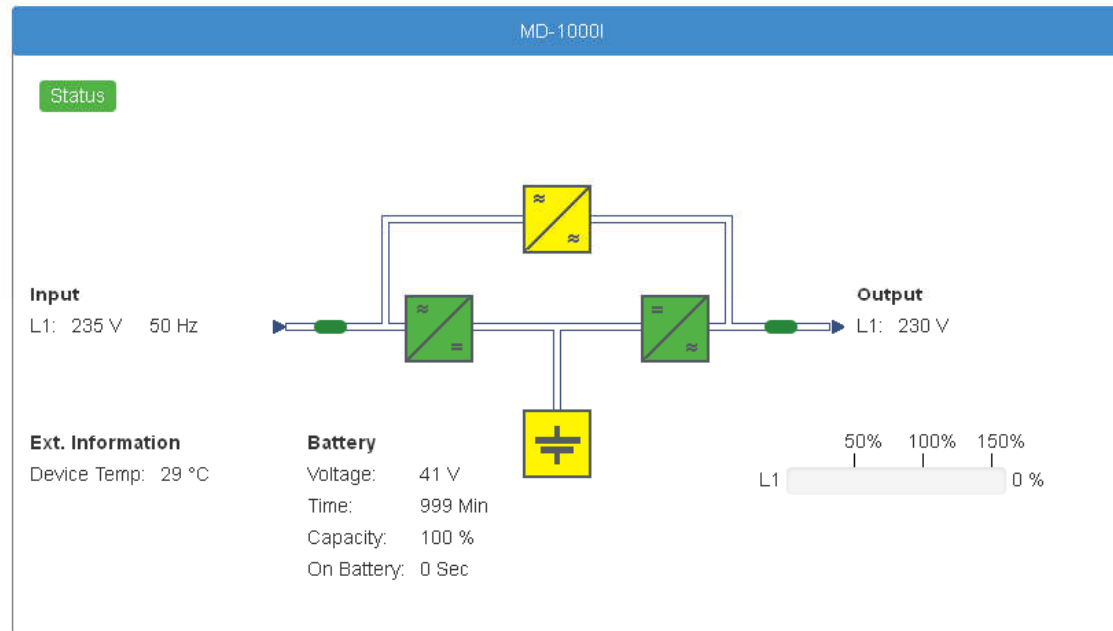 MD-1000I
Status
≈
≈
Input
L1: 235 V 50 Hz
≈
=
=
≈
Output
L1: 230 V
Ext. Information
Device Temp: 29 °C
Battery
Voltage: 41 V
Time: 999 Min
Capacity: 100 %
On Battery: 0 Sec
50% 100% 150%
L1 0 %